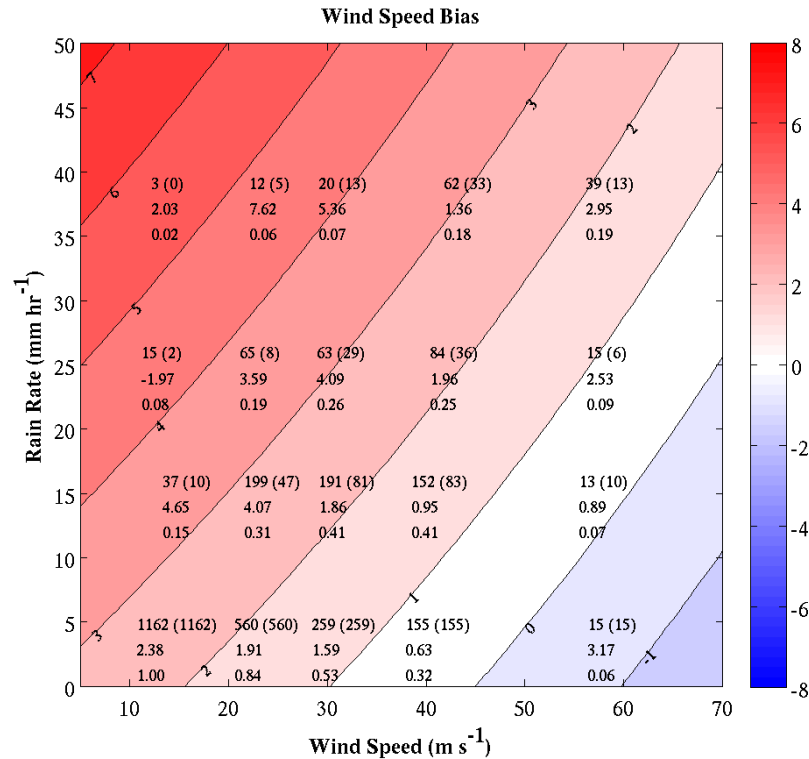 Wind Speed Bias
50
45
40
35
30
25
20
15
10
5
0
Rain Rate (mm hr-1)
7
6
5
4
3
3
2
2
1
0
-1
3 (0) 12 (5) 20 (13) 62 (33) 39 (13)
2.03 7.62 5.36 1.36 2.95
0.02 0.06 0.07 0.18 0.19
15 (2) 65 (8) 63 (29) 84 (36) 15 (6)
-1.97 3.59 4.09 1.96 2.53
0.08 0.19 0.26 0.25 0.09
37 (10) 199 (47) 191 (81) 152 (83) 13 (10)
4.65 4.07 1.86 0.95 0.89
0.15 0.31 0.41 0.41 0.07
1162 (1162) 560 (560) 259 (259) 155 (155) 15 (15)
2.38 1.91 1.59 0.63 3.17
1.00 0.84 0.53 0.32 0.06
10 20 30 40 50 60 70
Wind Speed (m s-1)
8
6
4
2
0
-2
-4
-6
-8